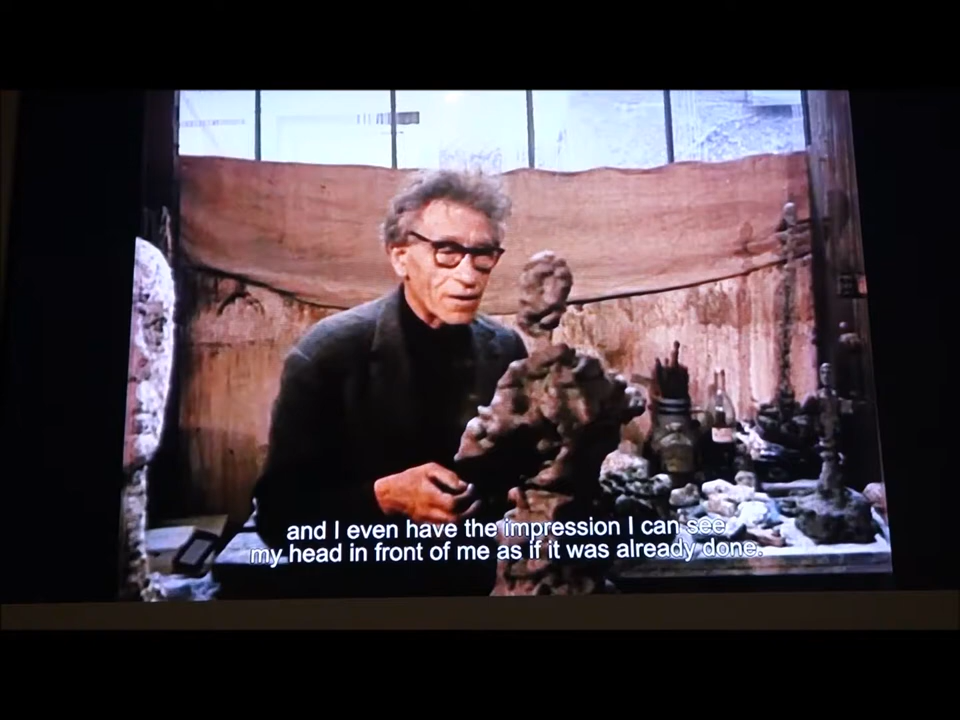 and I even have the impression I can see
my head in front of me as if it was already done.